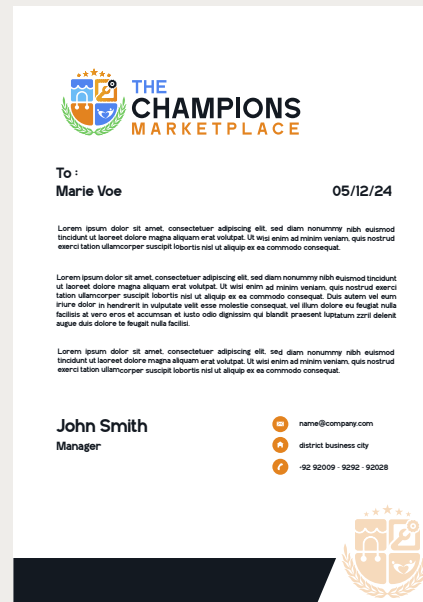 THE
CHAMPIONS
MARKETPLACE
To :
Marie Voe
05/12/24
Lorem ipsum dolor sit amet, consectetuer adipiscing elit, sed diam nonummy nibh euismod
tincidunt ut laoreet dolore magna aliquam erat volutpat. Ut wisi enim ad minim veniam, quis nostrud
exerci tation ullamcorper suscipit lobortis nisl ut aliquip ex ea commodo consequat.
Lorem ipsum dolor sit amet, consectetuer adipiscing elit, sed diam nonummy nibh euismod tincidunt
ut laoreet dolore magna aliquam erat volutpat. Ut wisi enim ad minim veniam, quis nostrud exerci
tation ullamcorper suscipit lobortis nisl ut aliquip ex ea commodo consequat. Duis autem vel eum
iriure dolor in hendrerit in vulputate velit esse molestie consequat, vel illum dolore eu feugiat nulla
facilisis at vero eros et accumsan et iusto odio dignissim qui blandit praesent luptatum zzril delenit
augue duis dolore te feugait nulla facilisi.
Lorem ipsum dolor sit amet, consectetuer adipiscing elit, sed diam nonummy nibh euismod
tincidunt ut laoreet dolore magna aliquam erat volutpat. Ut wisi enim ad minim veniam, quis nostrud
exerci tation ullamcorper suscipit lobortis nisl ut aliquip ex ea commodo consequat.
John Smith
Manager
name@company.com
district business city
-92 92009 - 9292 - 92028